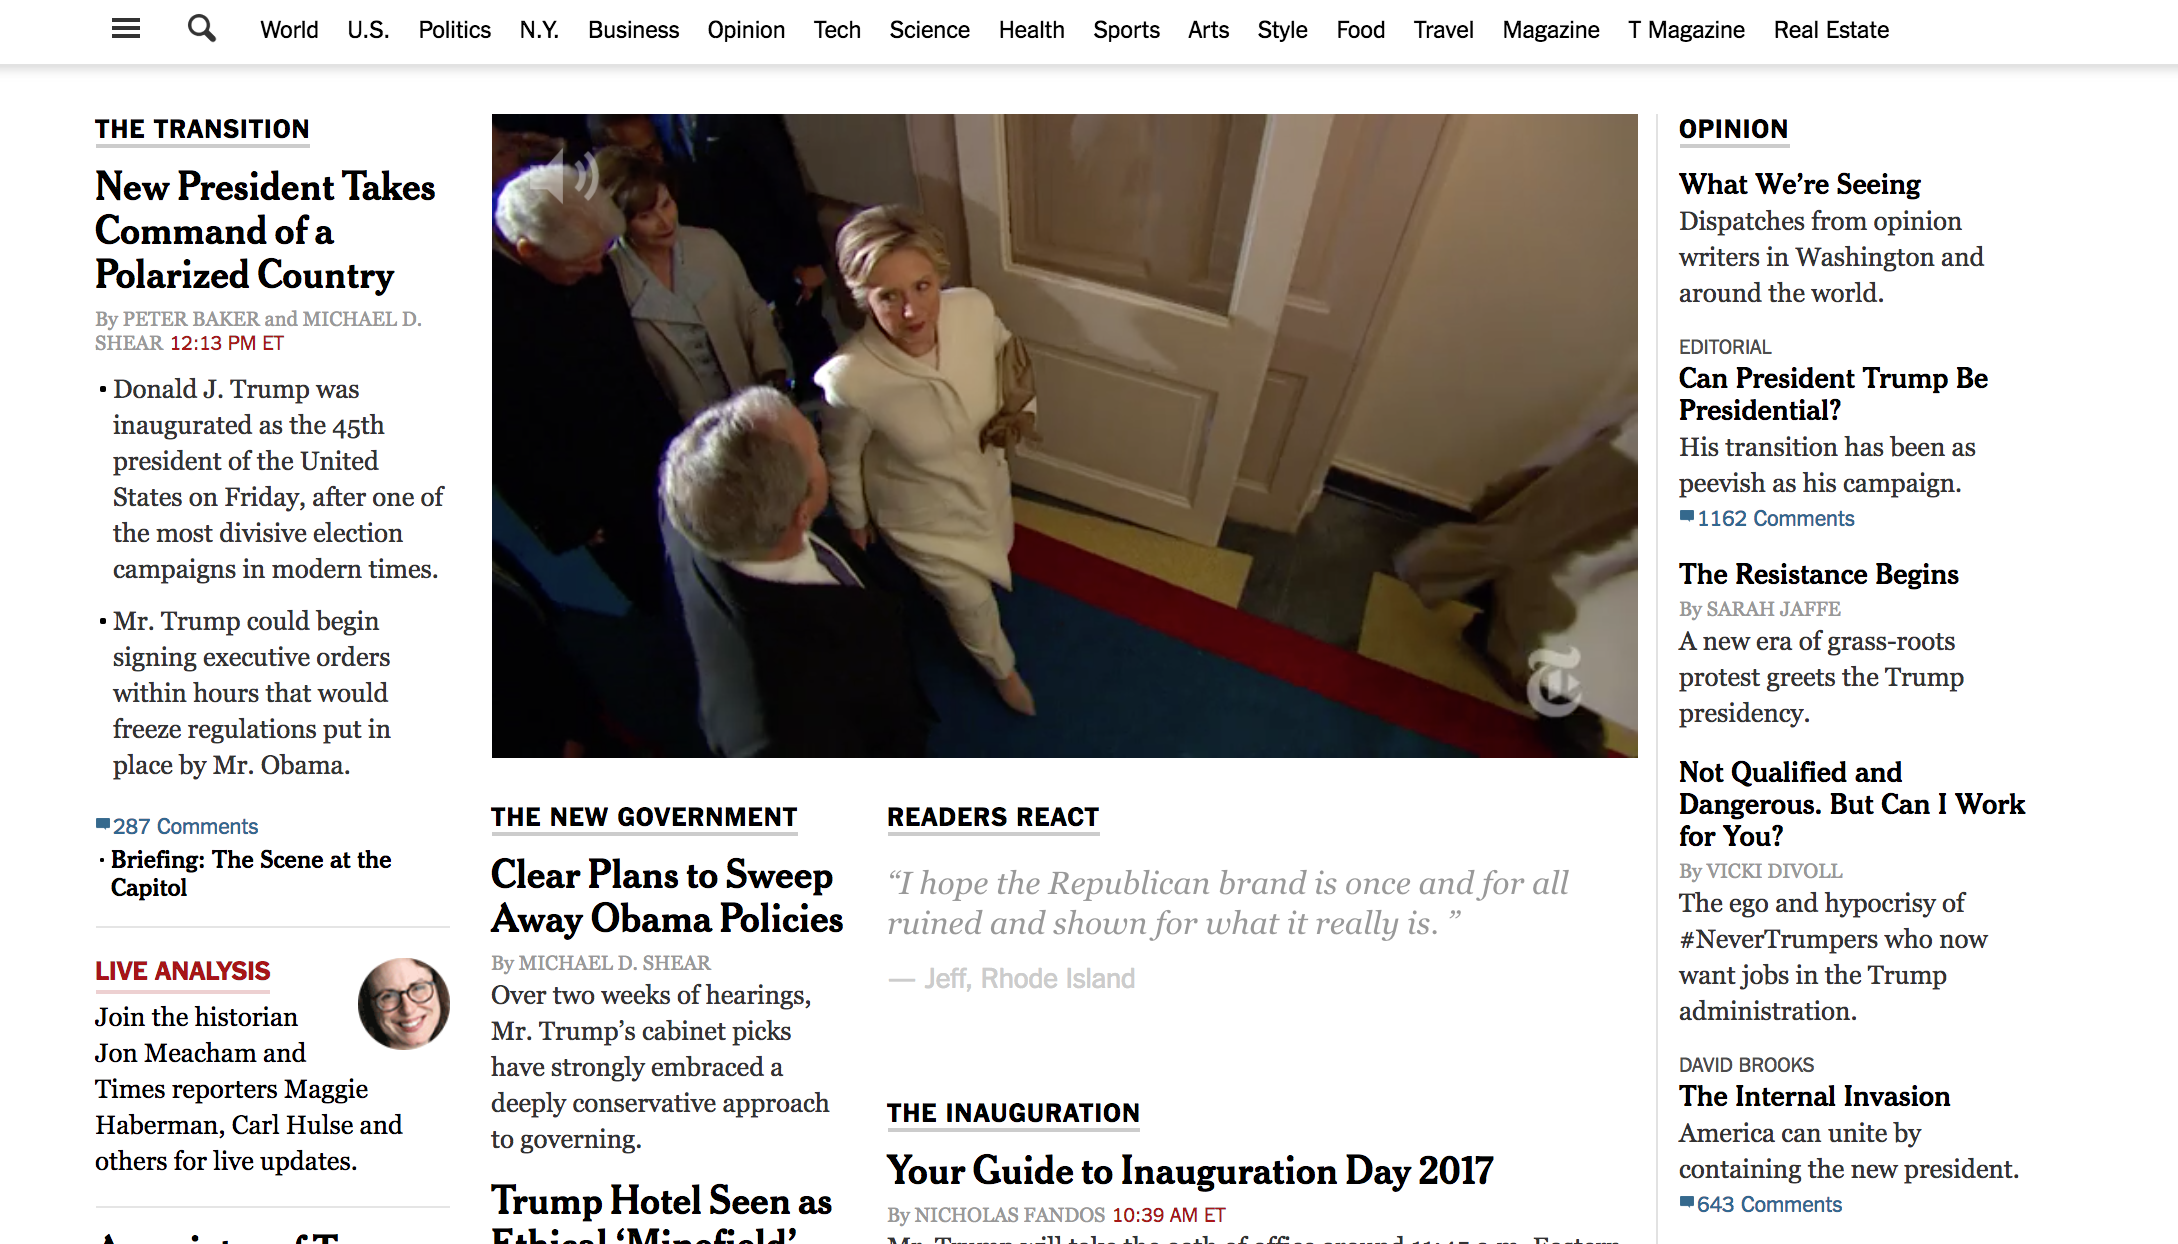 World U.S. Politics N.Y. Business Opinion Tech Science Health Sports Arts Style Food Travel Magazine T Magazine Real Estate
THE TRANSITION
New President Takes
Command of a
Polarized Country
By PETER BAKER and MICHAEL D.
SHEAR 12:13 PM ET
• Donald J. Trump was
inaugurated as the 45th
president of the United
States on Friday, after one of
the most divisive election
campaigns in modern times.
• Mr. Trump could begin
signing executive orders
within hours that would
freeze regulations put in
place by Mr. Obama.
287 Comments
· Briefing: The Scene at the
Capitol
LIVE ANALYSIS
Join the historian
Jon Meacham and
Times reporters Maggie
Haberman, Carl Hulse and
others for live updates.
T
THE NEW GOVERNMENT
Clear Plans to Sweep
Away Obama Policies
By MICHAEL D. SHEAR
Over two weeks of hearings,
Mr. Trump’s cabinet picks
have strongly embraced a
deeply conservative approach
to governing.
Trump Hotel Seen as
Ethical ‘Minefield’
READERS REACT
“I hope the Republican brand is once and for all
ruined and shown for what it really is. ”
— Jeff, Rhode Island
THE INAUGURATION
Your Guide to Inauguration Day 2017
By NICHOLAS FANDOS 10:39 AM ET
Mr. Trump will take the oath of office around 11:47 a.m. Eastern
OPINION
What We’re Seeing
Dispatches from opinion
writers in Washington and
around the world.
EDITORIAL
Can President Trump Be
Presidential?
His transition has been as
peevish as his campaign.
1162 Comments
The Resistance Begins
By SARAH JAFFE
A new era of grass-roots
protest greets the Trump
presidency.
Not Qualified and
Dangerous. But Can I Work
for You?
By VICKI DIVOLL
The ego and hypocrisy of
#NeverTrumpers who now
want jobs in the Trump
administration.
DAVID BROOKS
The Internal Invasion
America can unite by
containing the new president.
643 Comments